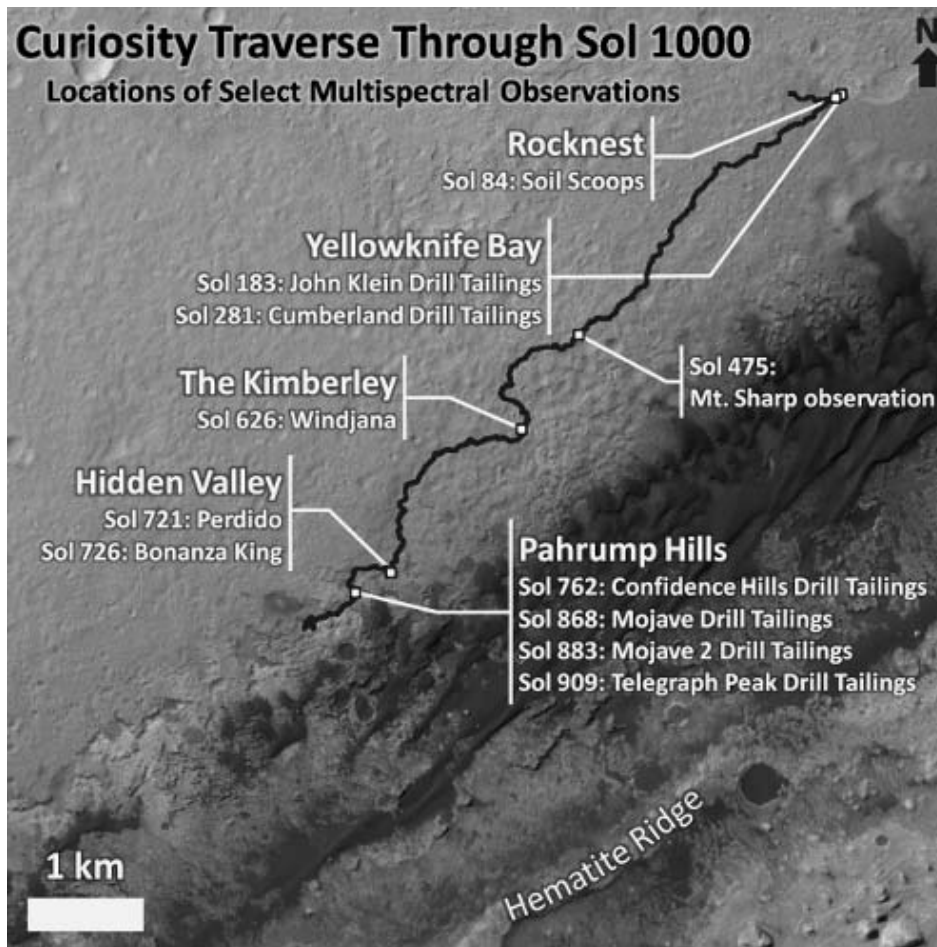 Curiosity Traverse Through Sol 1000
Locations of Select Multispectral Observations
N
Rocknest
Sol 84: Soil Scoops
Yellowknife Bay
Sol 183: John Klein Drill Tailings
Sol 281: Cumberland Drill Tailings
Sol 475:
Mt. Sharp observation
The Kimberley
Sol 626: Windjana
Hidden Valley
Sol 721: Perdido
Sol 726: Bonanza King
Pahrump Hills
Sol 762: Confidence Hills Drill Tailings
Sol 868: Mojave Drill Tailings
Sol 883: Mojave 2 Drill Tailings
Sol 909: Telegraph Peak Drill Tailings
Hematite Ridge
1 km